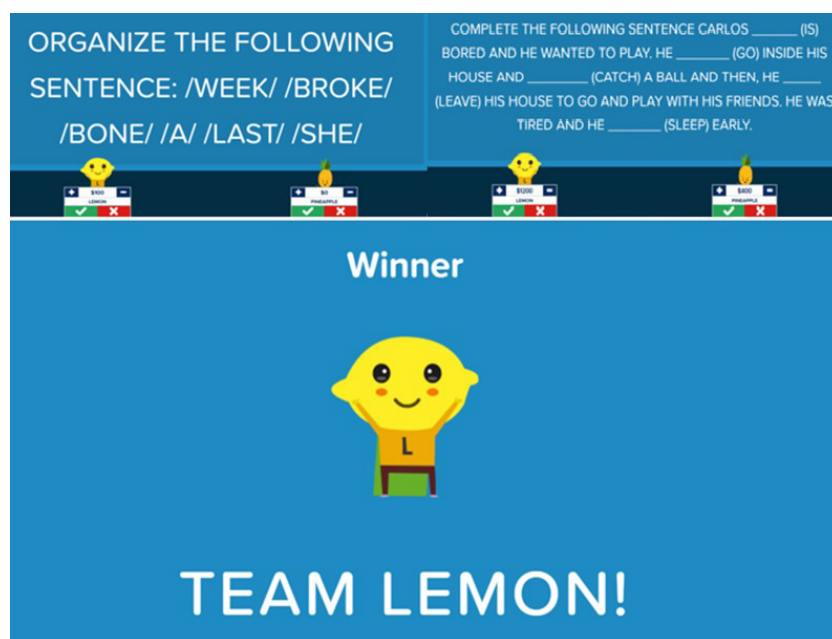 ORGANIZE THE FOLLOWING
SENTENCE: /WEEK/ /BROKE/
/BONE/ /A/ /LAST/ /SHE/
+ $100 -
LEMON
+ $0 -
PINEAPPLE
COMPLETE THE FOLLOWING SENTENCE CARLOS ______ (IS)
BORED AND HE WANTED TO PLAY. HE _______ (GO) INSIDE HIS
HOUSE AND ________ (CATCH) A BALL AND THEN, HE _____
(LEAVE) HIS HOUSE TO GO AND PLAY WITH HIS FRIENDS. HE WAS
TIRED AND HE _______ (SLEEP) EARLY.
+ $1200 -
LEMON
+ $400 -
PINEAPPLE
Winner
L
TEAM LEMON!